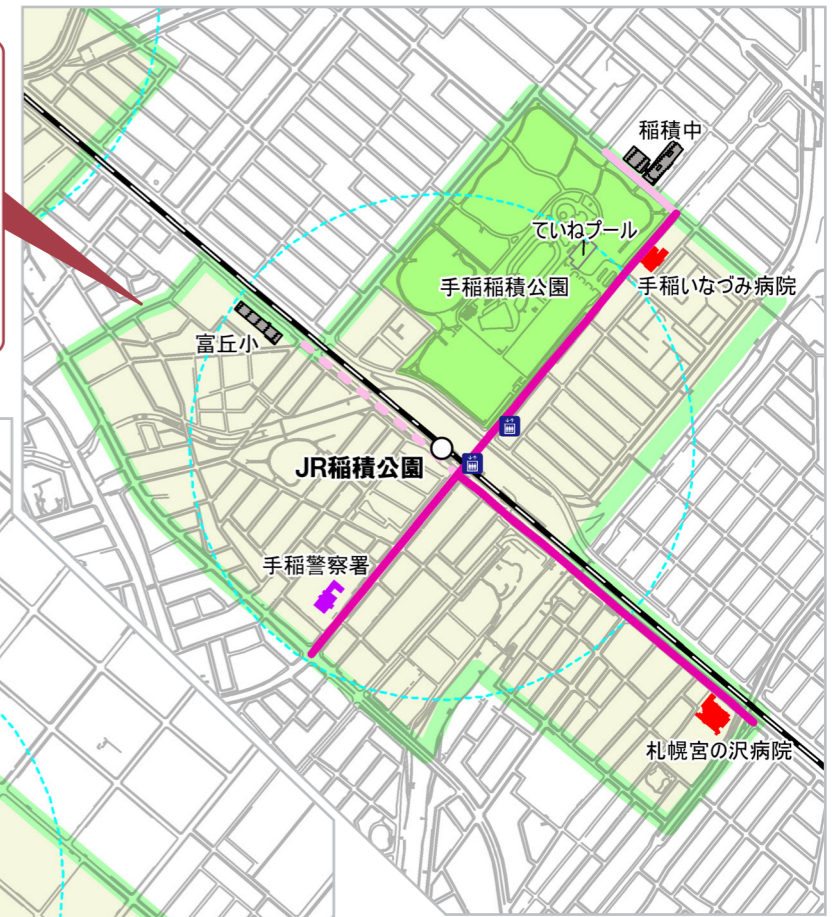 稲積中
ていねプール
手稲稲積公園
手稲いなづみ病院
富丘小
JR稲積公園
手稲警察署
札幌宮の沢病院